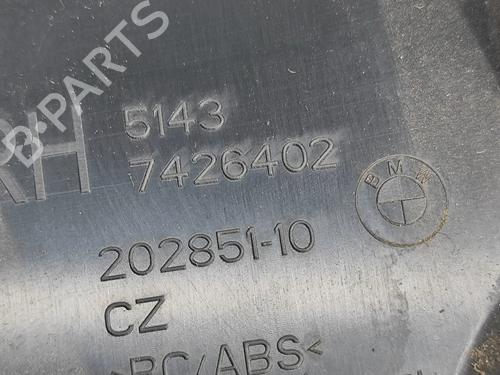 B·PARTS
RH
5143
7426402
BMW
202851-10
CZ
>PC/ABS<